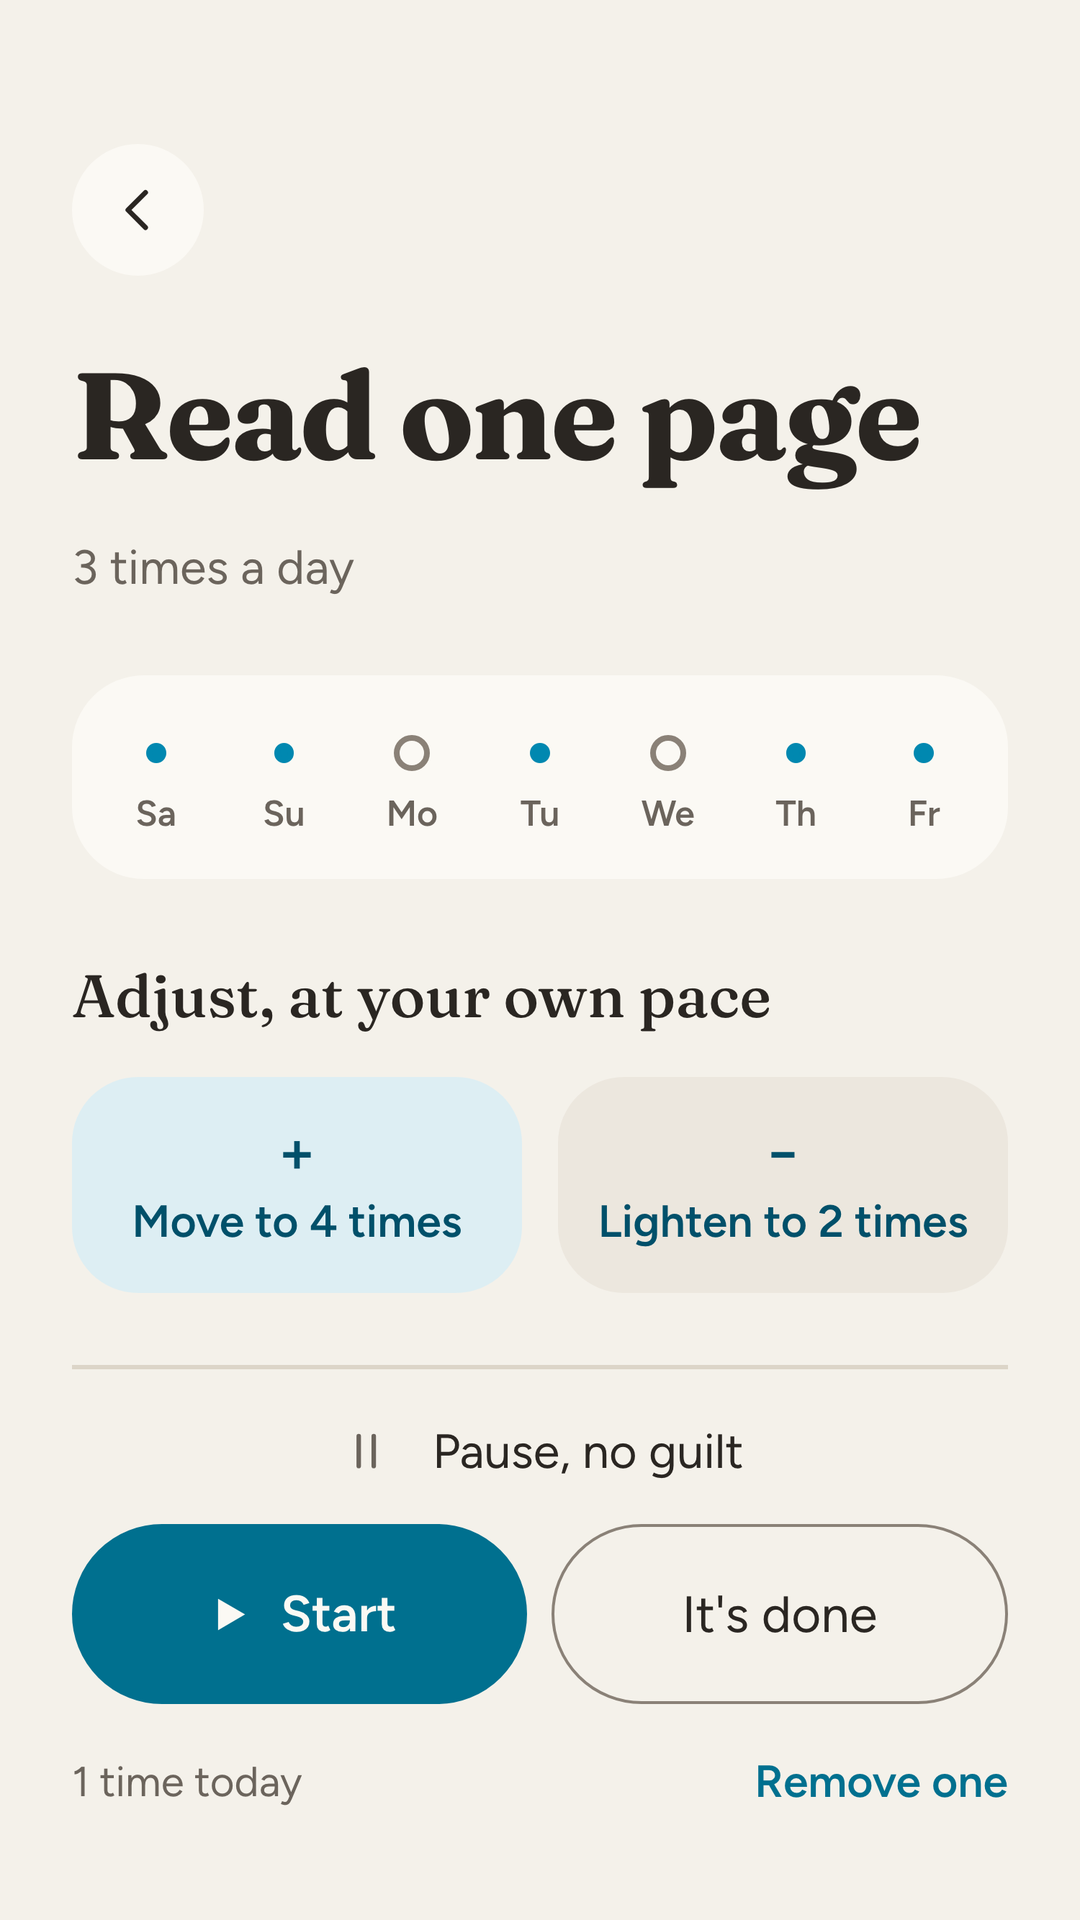 Read one page
3 times a day
Sa Su Mo Tu We Th Fr
Adjust, at your own pace
+ −
Move to 4 times Lighten to 2 times
Pause, no guilt
Start It's done
1 time today Remove one